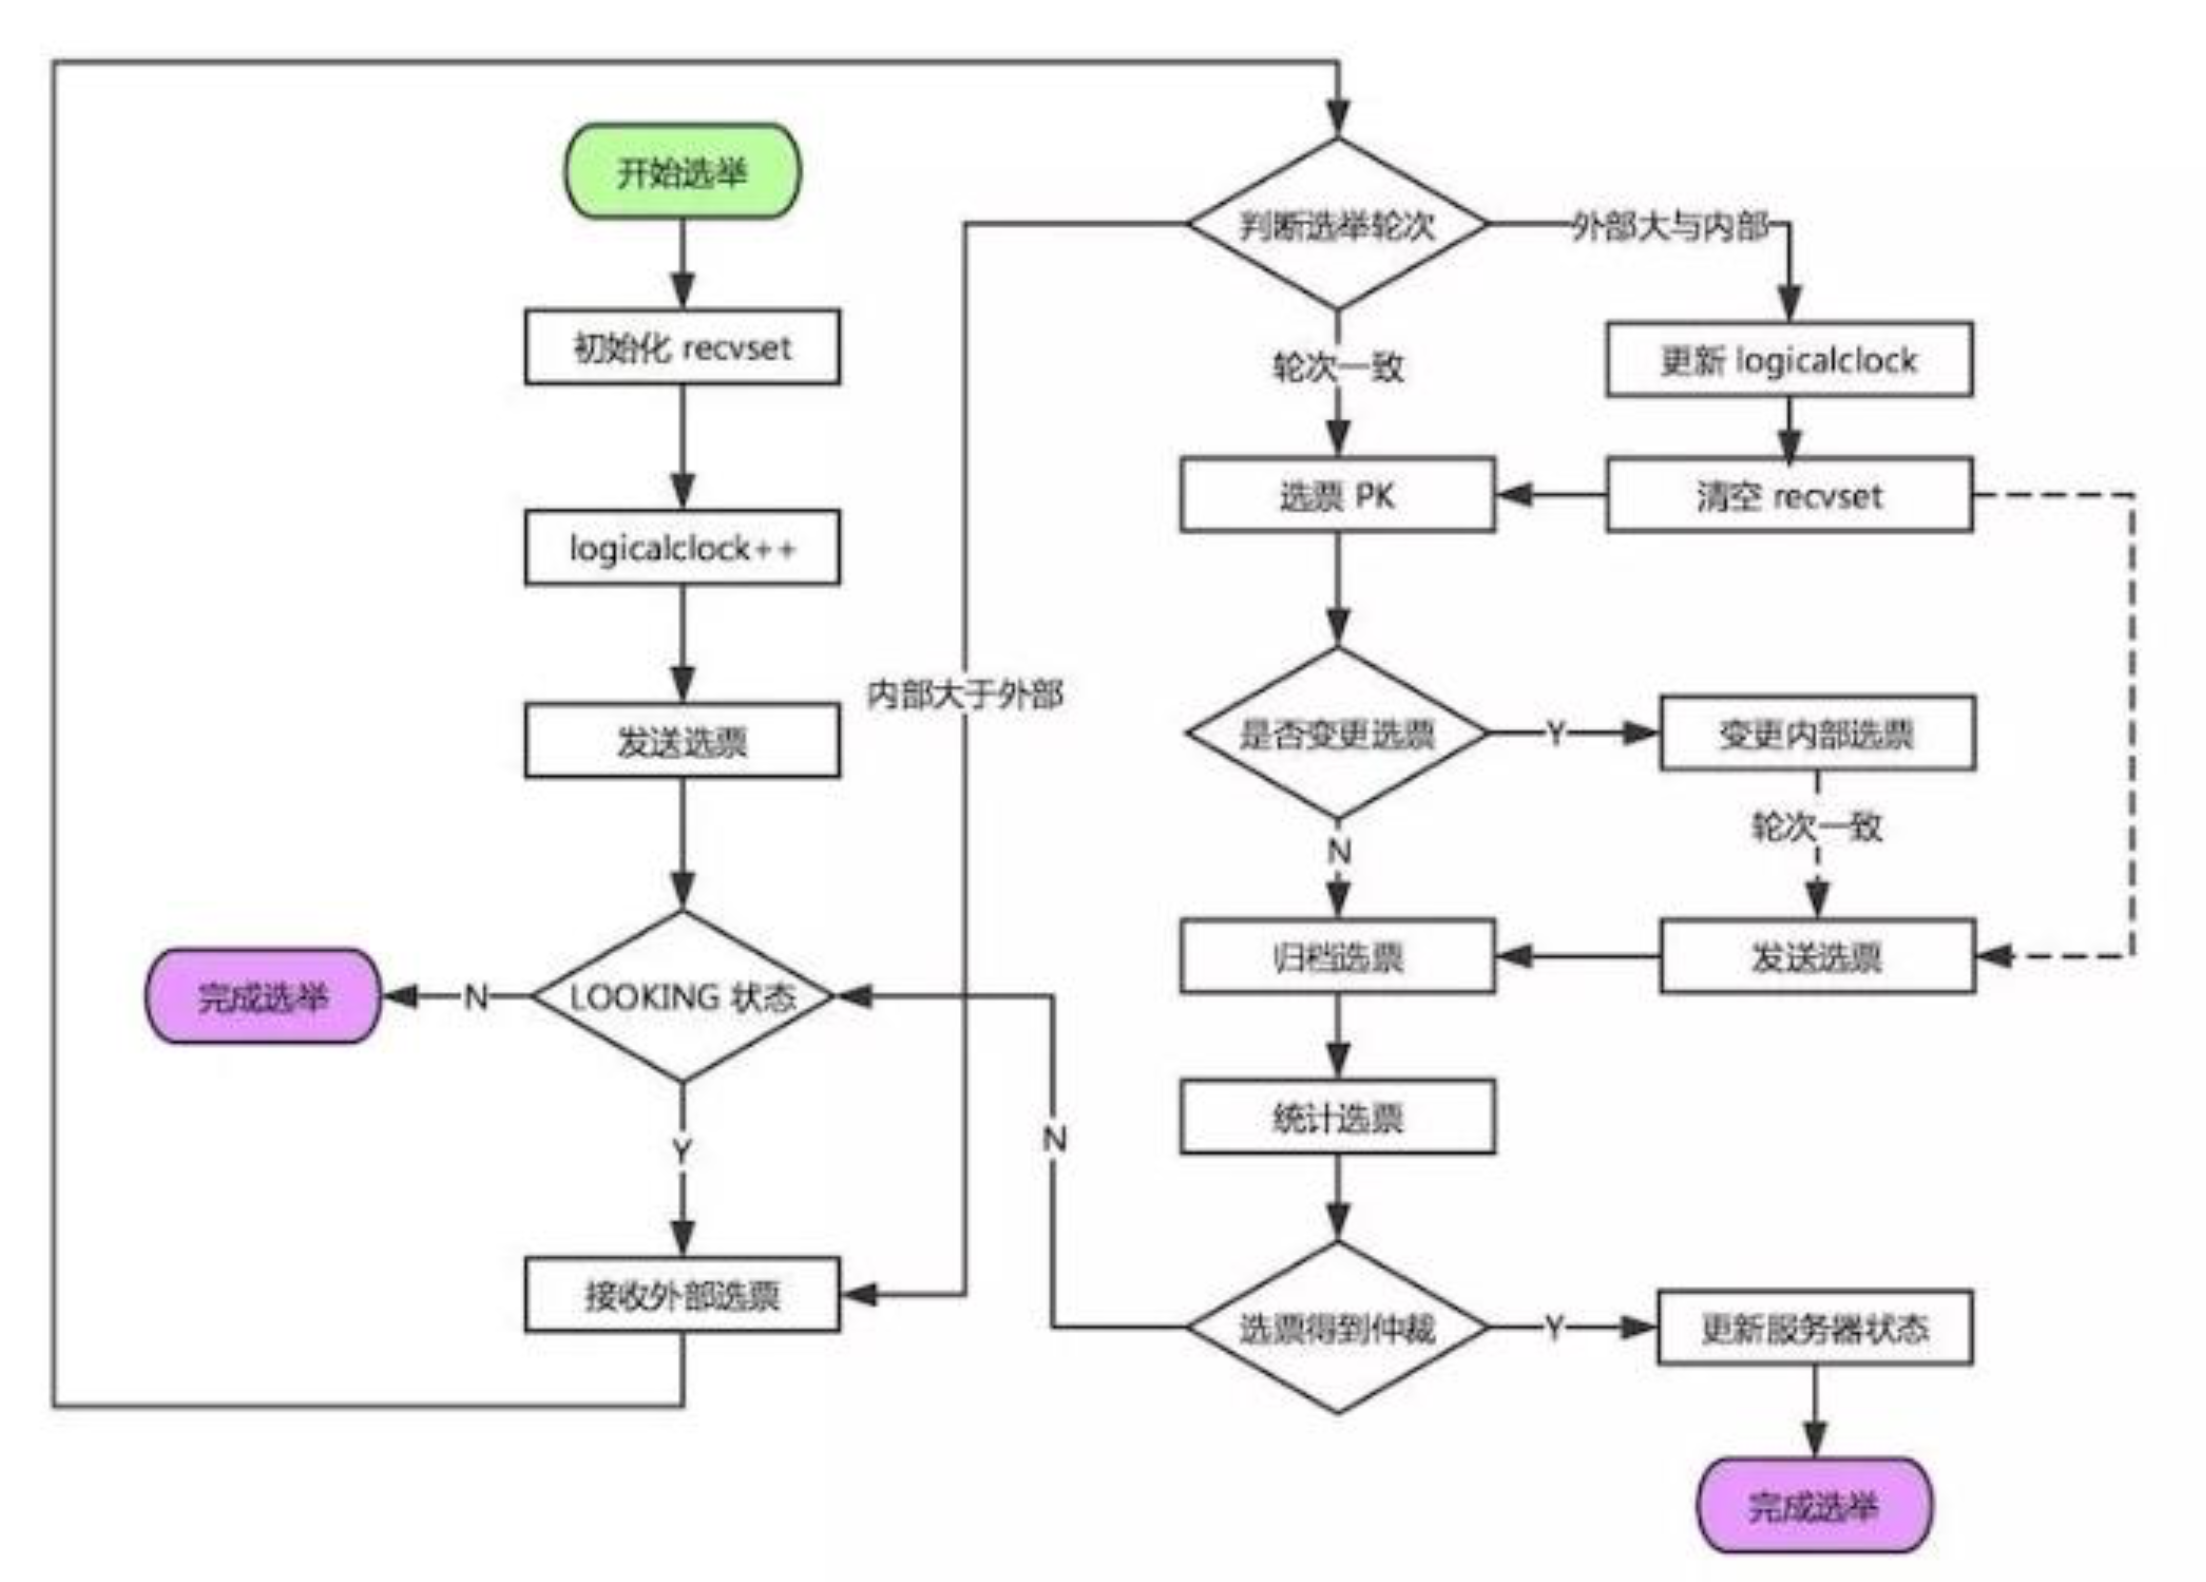 开始选举
初始化 recvset
logicalclock++
发送选票
LOOKING 状态
N
完成选举
Y
接收外部选票
内部大于外部
判断选举轮次
外部大与内部
轮次一致
更新 logicalclock
清空 recvset
选票 PK
是否变更选票
Y
变更内部选票
轮次一致
N
归档选票
发送选票
统计选票
N
选票得到仲裁
Y
更新服务器状态
完成选举